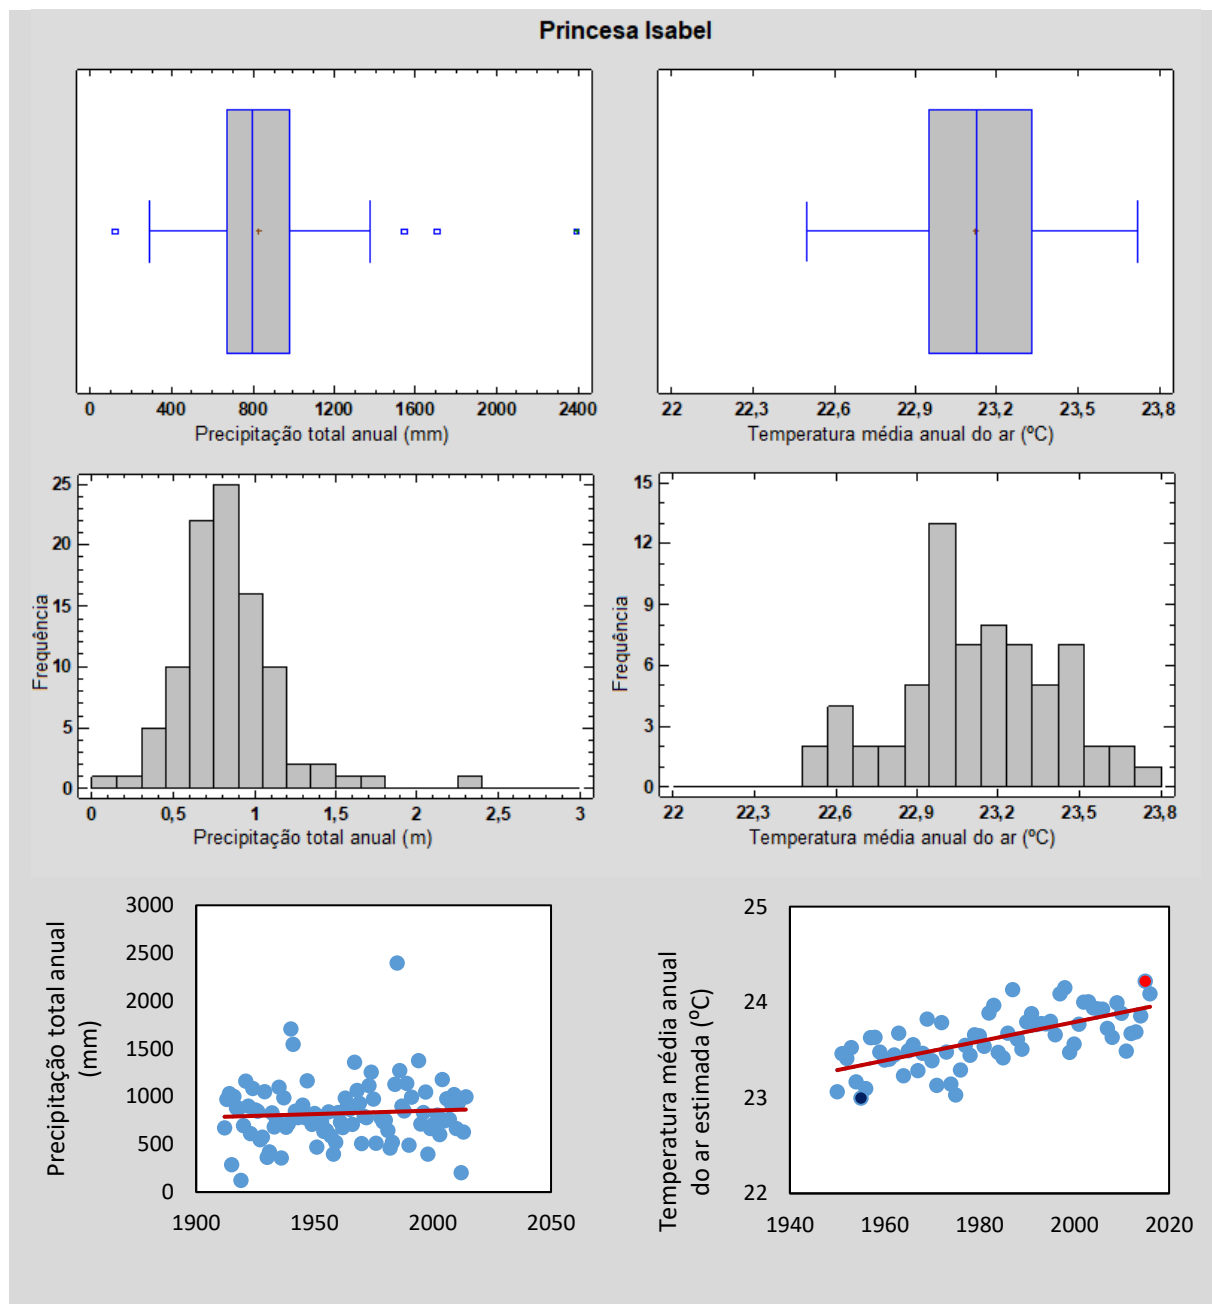 Princesa Isabel
0 400 800 1200 1600 2000 2400
Precipitação total anual (mm)
22 22,3 22,6 22,9 23,2 23,5 23,8
Temperatura média anual do ar (ºC)
25
20
15
10
5
0
Frequência
0 0,5 1 1,5 2 2,5 3
Precipitação total anual (m)
15
12
9
6
3
0
Frequência
22 22,3 22,6 22,9 23,2 23,5 23,8
Temperatura média anual do ar (ºC)
Precipitação total anual
(mm)
3000
2500
2000
1500
1000
500
0
1900 1950 2000 2050
Temperatura média anual
do ar estimada (ºC)
25
24
23
22
1940 1960 1980 2000 2020